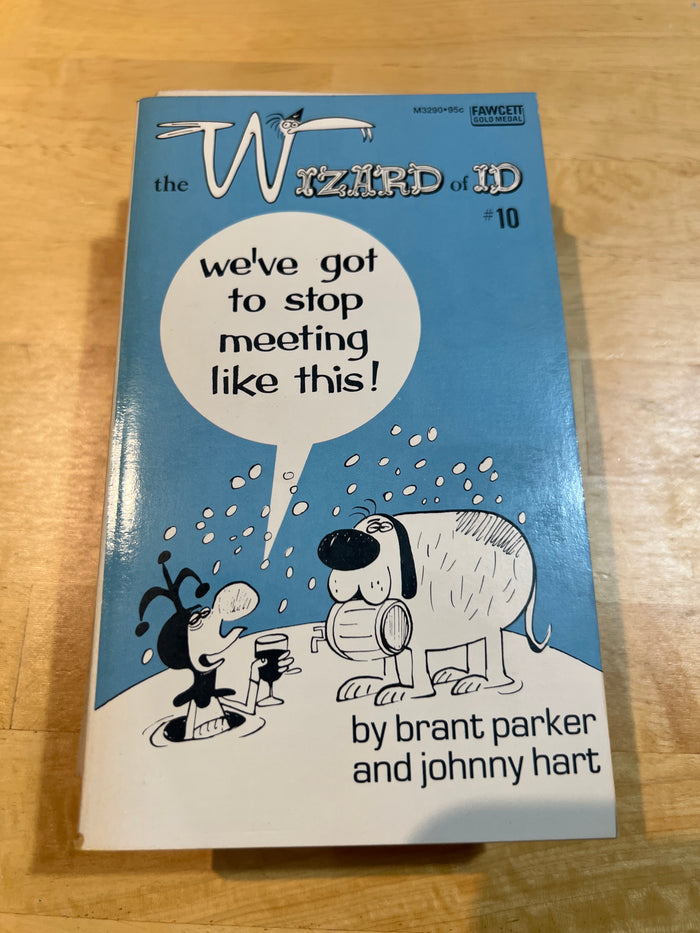 M3290•95c FAWCETT
GOLD MEDAL
the WIZARD of ID
#10
we've got
to stop
meeting
like this!
by brant parker
and johnny hart